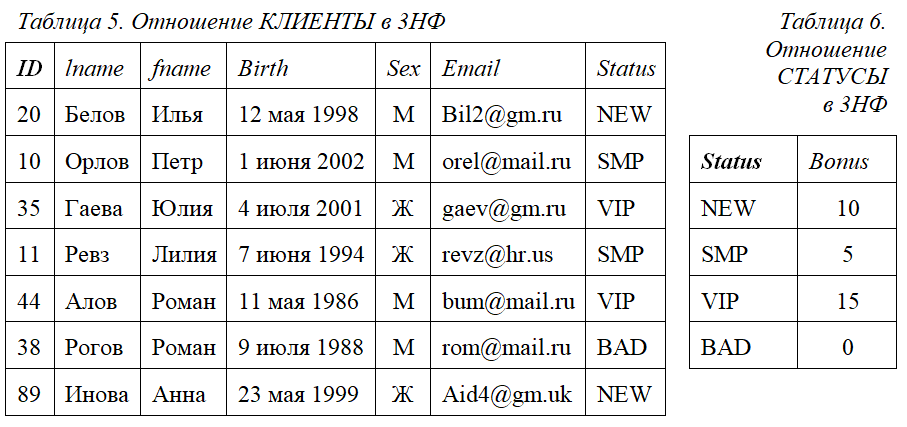 Таблица 5. Отношение КЛИЕНТЫ в 3НФ
ID lname fname Birth Sex Email Status
20 Белов Илья 12 мая 1998 М Bil2@gm.ru NEW
10 Орлов Петр 1 июня 2002 М orel@mail.ru SMP
35 Гаева Юлия 4 июля 2001 Ж gaev@gm.ru VIP
11 Ревз Лилия 7 июня 1994 Ж revz@hr.us SMP
44 Алов Роман 11 мая 1986 М bum@mail.ru VIP
38 Рогов Роман 9 июля 1988 М rom@mail.ru BAD
89 Инова Анна 23 мая 1999 Ж Aid4@gm.uk NEW
Таблица 6.
Отношение
СТАТУСЫ
в 3НФ
Status Bonus
NEW 10
SMP 5
VIP 15
BAD 0